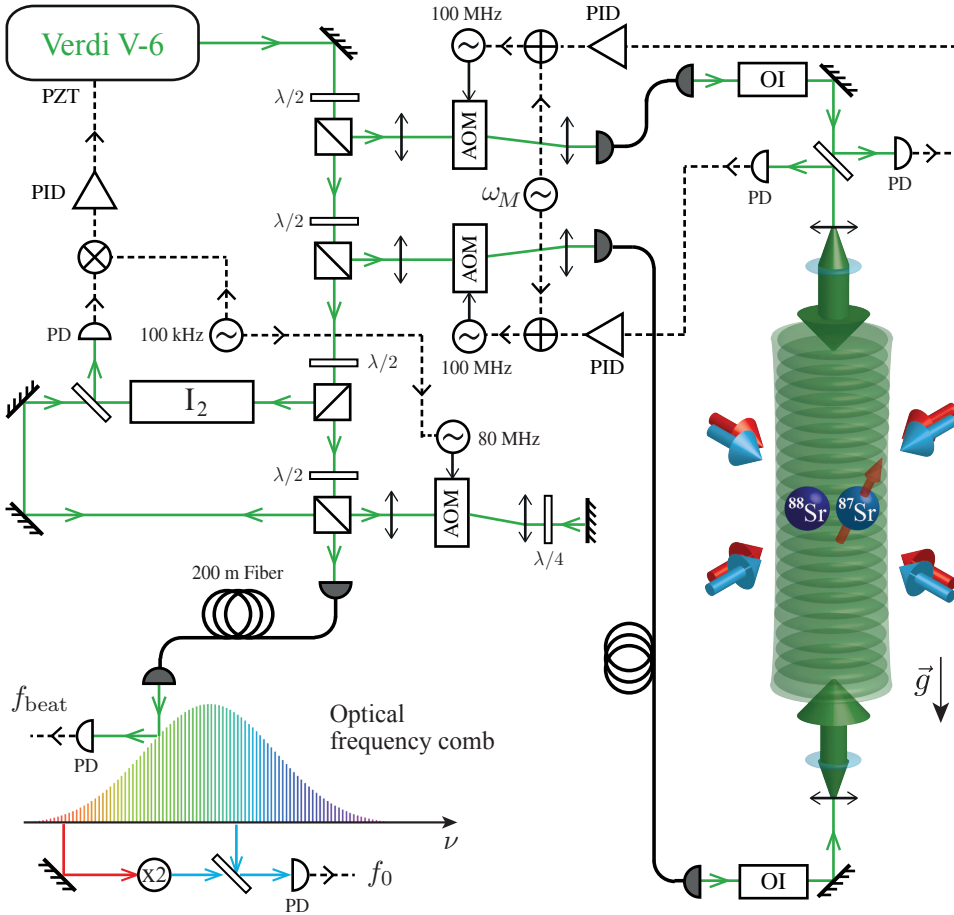 Verdi V-6
PZT
100 MHz
PID
λ/2
AOM
OI
PD
PD
PID
λ/2
ω_M
AOM
PD
100 kHz
100 MHz
PID
λ/2
I₂
80 MHz
λ/2
AOM
λ/4
⁸⁸Sr
⁸⁷Sr
200 m Fiber
g⃗
f_beat
PD
Optical
frequency comb
ν
x2
PD
f₀
OI